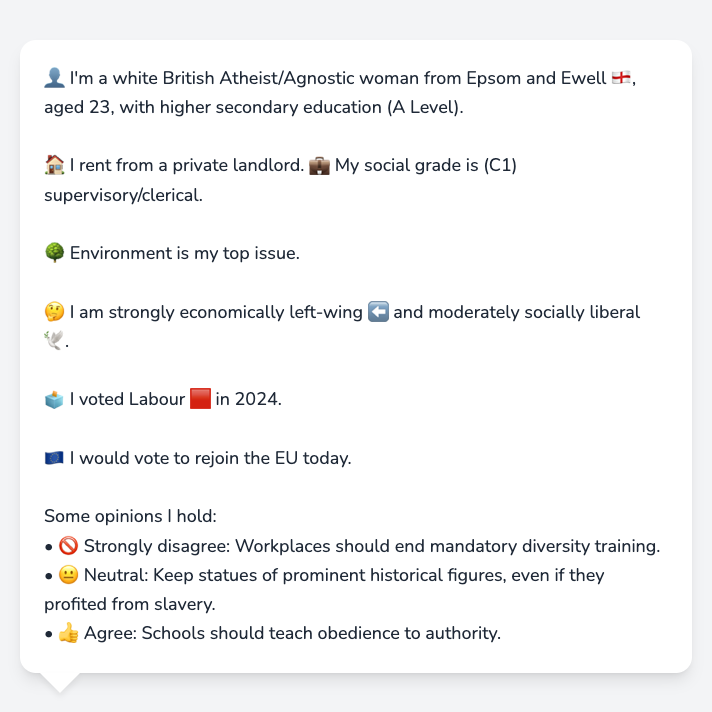 👤 I'm a white British Atheist/Agnostic woman from Epsom and Ewell 🏴󠁧󠁢󠁥󠁮󠁧󠁿,
aged 23, with higher secondary education (A Level).
🏠 I rent from a private landlord. 💼 My social grade is (C1)
supervisory/clerical.
🌳 Environment is my top issue.
🤔 I am strongly economically left-wing ⬅️ and moderately socially liberal
🕊️.
🗳️ I voted Labour 🟥 in 2024.
🇪🇺 I would vote to rejoin the EU today.
Some opinions I hold:
• 🚫 Strongly disagree: Workplaces should end mandatory diversity training.
• 😐 Neutral: Keep statues of prominent historical figures, even if they
profited from slavery.
• 👍 Agree: Schools should teach obedience to authority.